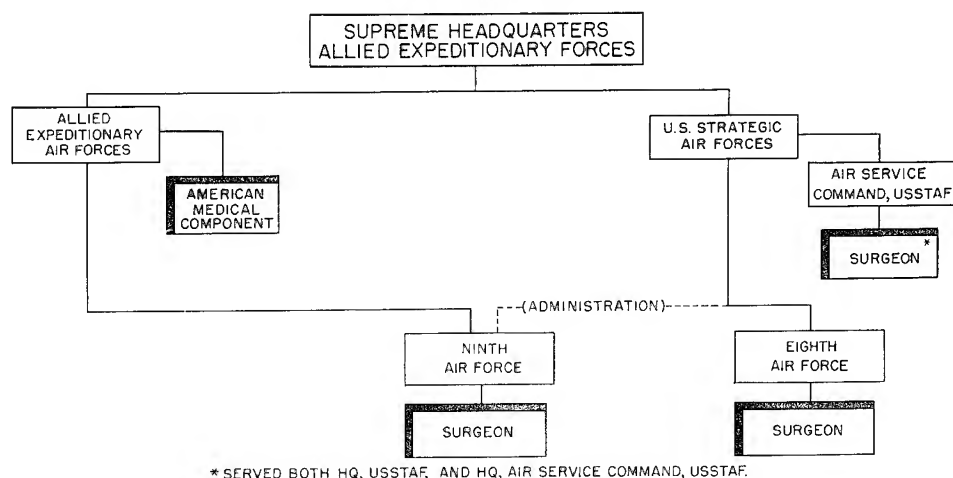 SUPREME HEADQUARTERS
ALLIED EXPEDITIONARY FORCES
ALLIED
EXPEDITIONARY
AIR FORCES
U.S. STRATEGIC
AIR FORCES
AMERICAN
MEDICAL
COMPONENT
AIR SERVICE
COMMAND, USSTAF
SURGEON *
(ADMINISTRATION)
NINTH
AIR FORCE
EIGHTH
AIR FORCE
SURGEON
SURGEON
* SERVED BOTH HQ, USSTAF, AND HQ, AIR SERVICE COMMAND, USSTAF.